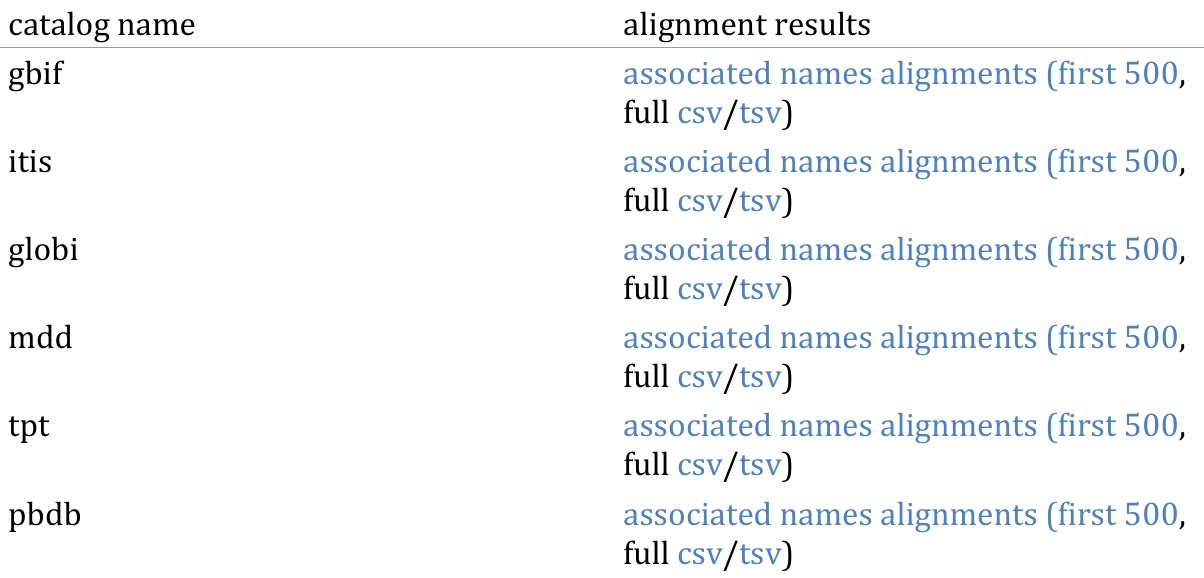 catalog name alignment results
gbif associated names alignments (first 500,
full csv/tsv)
itis associated names alignments (first 500,
full csv/tsv)
globi associated names alignments (first 500,
full csv/tsv)
mdd associated names alignments (first 500,
full csv/tsv)
tpt associated names alignments (first 500,
full csv/tsv)
pbdb associated names alignments (first 500,
full csv/tsv)